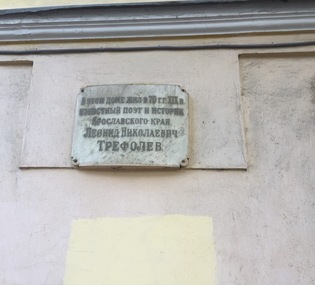 В этом доме жил в 70 гг. XIX в.
известный поэт и историк
Ярославского края
Леонид Николаевич
ТРЕФОЛЕВ